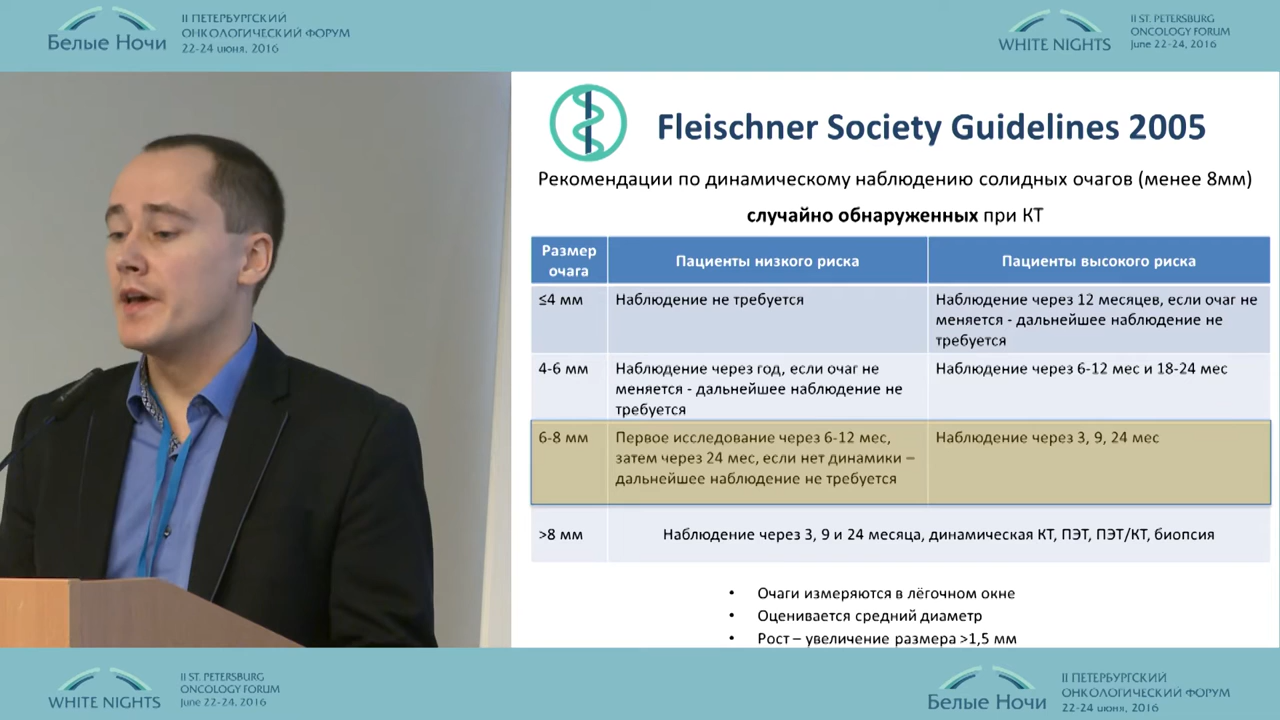 Белые Ночи
II ПЕТЕРБУРГСКИЙ
ОНКОЛОГИЧЕСКИЙ ФОРУМ
22-24 июня, 2016
WHITE NIGHTS
II ST. PETERSBURG
ONCOLOGY FORUM
June 22-24, 2016
Fleischner Society Guidelines 2005
Рекомендации по динамическому наблюдению солидных очагов (менее 8мм)
случайно обнаруженных при КТ
Размер
очага
Пациенты низкого риска
Пациенты высокого риска
≤4 мм
Наблюдение не требуется
Наблюдение через 12 месяцев, если очаг не
меняется - дальнейшее наблюдение не
требуется
4-6 мм
Наблюдение через год, если очаг не
меняется - дальнейшее наблюдение не
требуется
Наблюдение через 6-12 мес и 18-24 мес
6-8 мм
Первое исследование через 6-12 мес,
затем через 24 мес, если нет динамики –
дальнейшее наблюдение не требуется
Наблюдение через 3, 9, 24 мес
>8 мм
Наблюдение через 3, 9 и 24 месяца, динамическая КТ, ПЭТ, ПЭТ/КТ, биопсия
• Очаги измеряются в лёгочном окне
• Оценивается средний диаметр
• Рост – увеличение размера >1,5 мм
WHITE NIGHTS
II ST. PETERSBURG
ONCOLOGY FORUM
June 22-24, 2016
Белые Ночи
II ПЕТЕРБУРГСКИЙ
ОНКОЛОГИЧЕСКИЙ ФОРУМ
22-24 июня, 2016